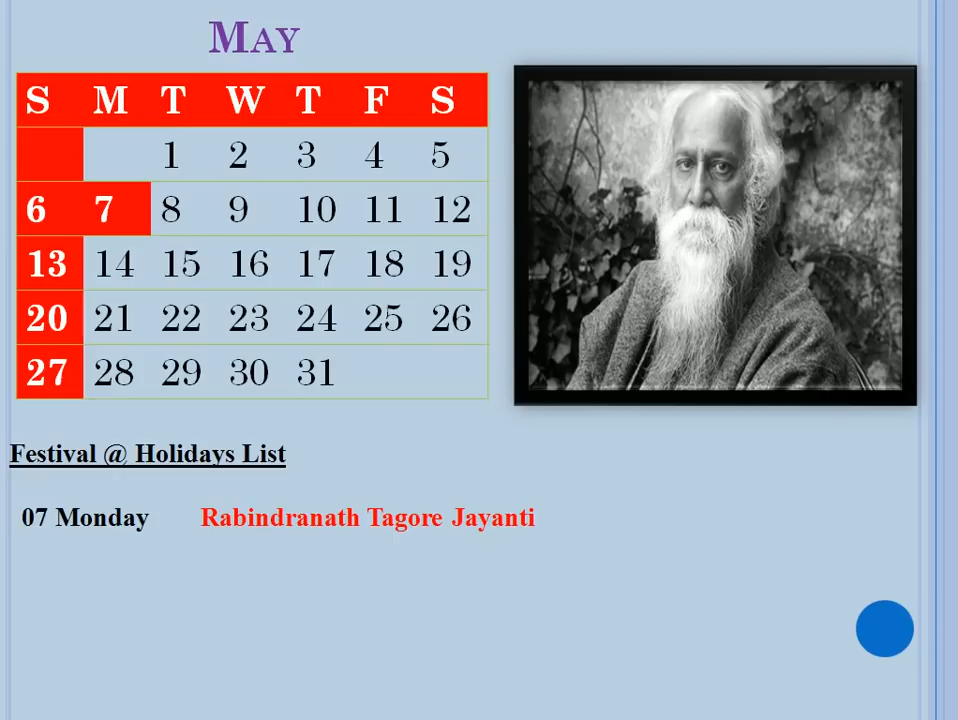 MAY
S M T W T F S
1 2 3 4 5
6 7 8 9 10 11 12
13 14 15 16 17 18 19
20 21 22 23 24 25 26
27 28 29 30 31
Festival @ Holidays List
07 Monday Rabindranath Tagore Jayanti